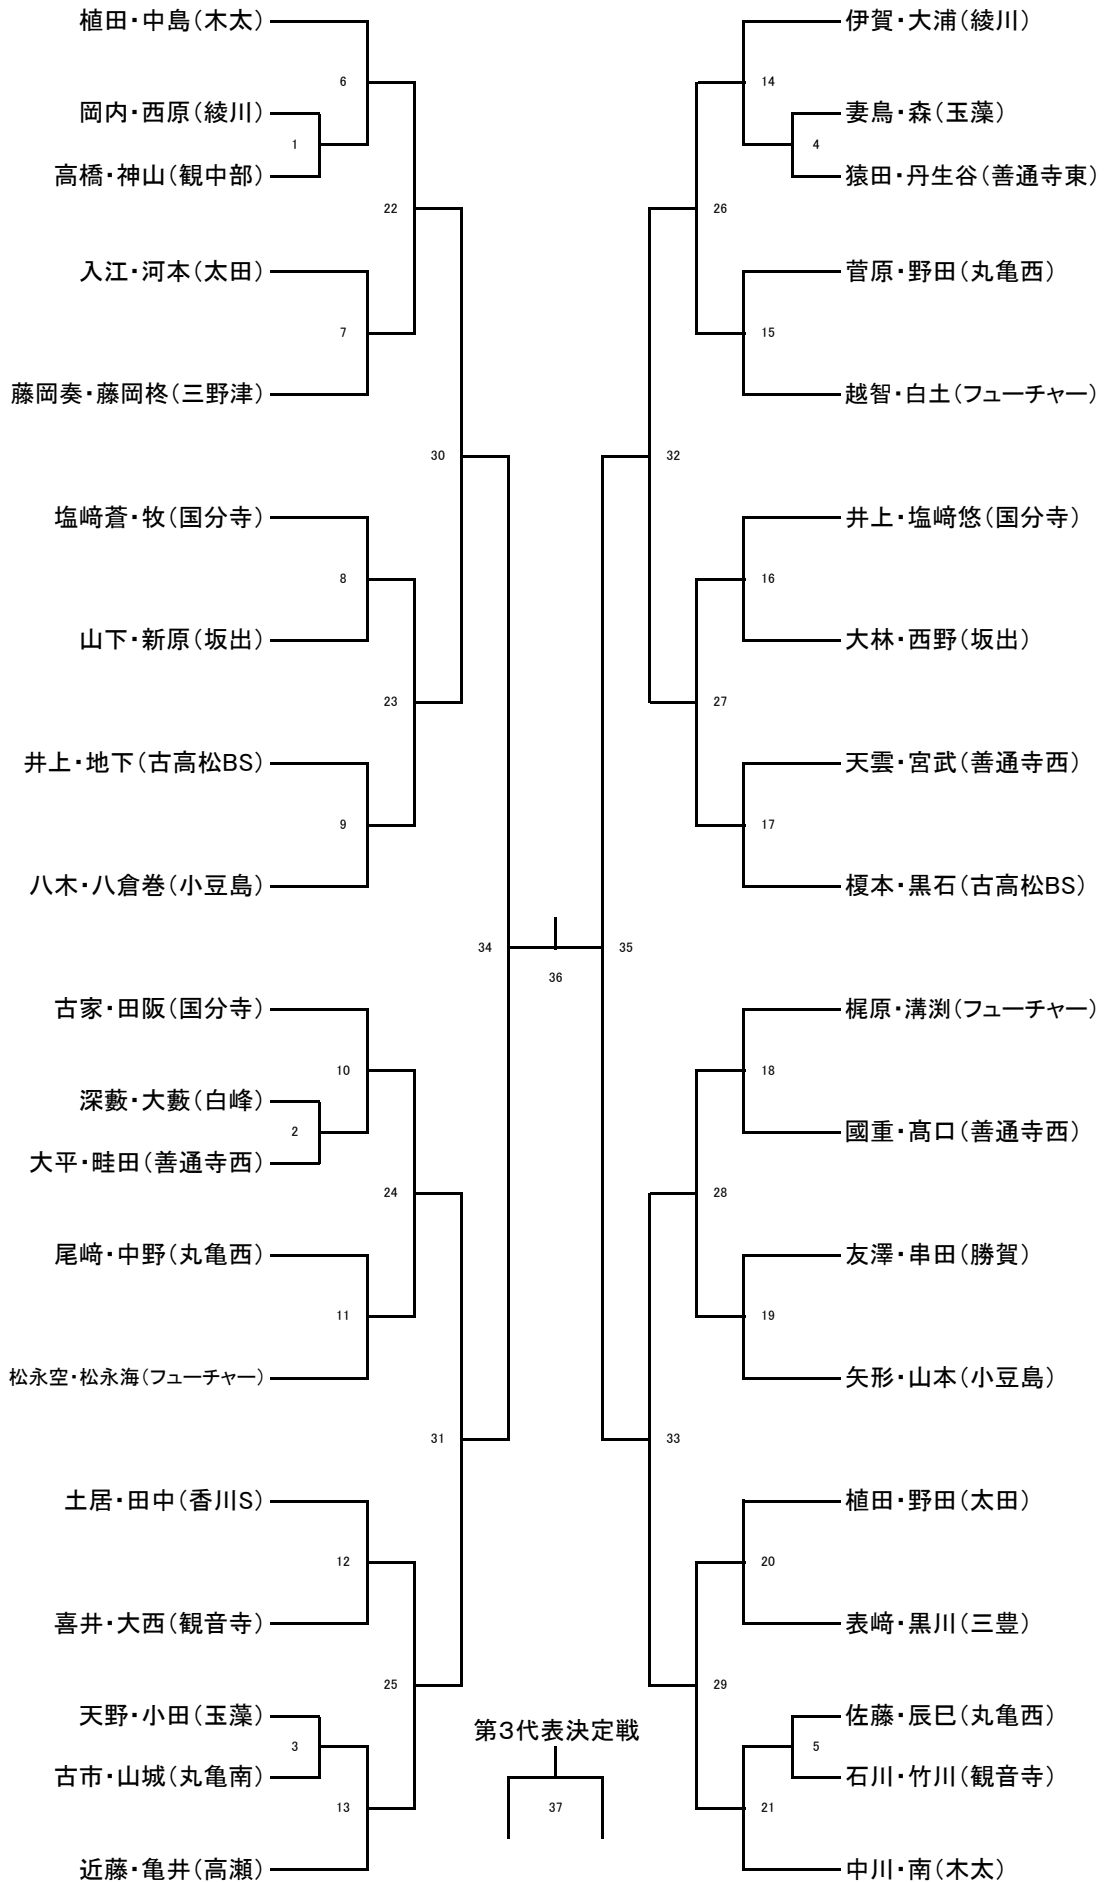 植田・中島（木太）
6
岡内・西原（綾川）
1
高橋・神山（観中部）
22
入江・河本（太田）
7
藤岡奏・藤岡柊（三野津）
30
塩﨑蒼・牧（国分寺）
8
山下・新原（坂出）
23
井上・地下（古高松BS）
9
八木・八倉巻（小豆島）
34
古家・田阪（国分寺）
10
深藪・大藪（白峰）
2
大平・畦田（善通寺西）
24
尾﨑・中野（丸亀西）
11
松永空・松永海（フューチャー）
31
土居・田中（香川S）
12
喜井・大西（観音寺）
25
天野・小田（玉藻）
3
古市・山城（丸亀南）
13
近藤・亀井（高瀬）
36
第3代表決定戦
37
伊賀・大浦（綾川）
14
妻鳥・森（玉藻）
4
猿田・丹生谷（善通寺東）
26
菅原・野田（丸亀西）
15
越智・白土（フューチャー）
32
井上・塩﨑悠（国分寺）
16
大林・西野（坂出）
27
天雲・宮武（善通寺西）
17
榎本・黒石（古高松BS）
35
梶原・溝渕（フューチャー）
18
國重・髙口（善通寺西）
28
友澤・串田（勝賀）
19
矢形・山本（小豆島）
33
植田・野田（太田）
20
表﨑・黒川（三豊）
29
佐藤・辰巳（丸亀西）
5
石川・竹川（観音寺）
21
中川・南（木太）